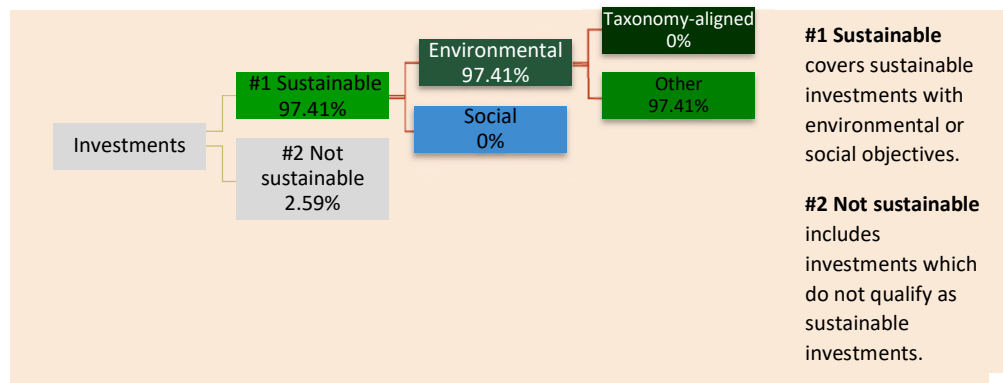 Investments
#1 Sustainable
97.41%
#2 Not
sustainable
2.59%
Environmental
97.41%
Social
0%
Taxonomy-aligned
0%
Other
97.41%
#1 Sustainable
covers sustainable
investments with
environmental or
social objectives.
#2 Not sustainable
includes
investments which
do not qualify as
sustainable
investments.